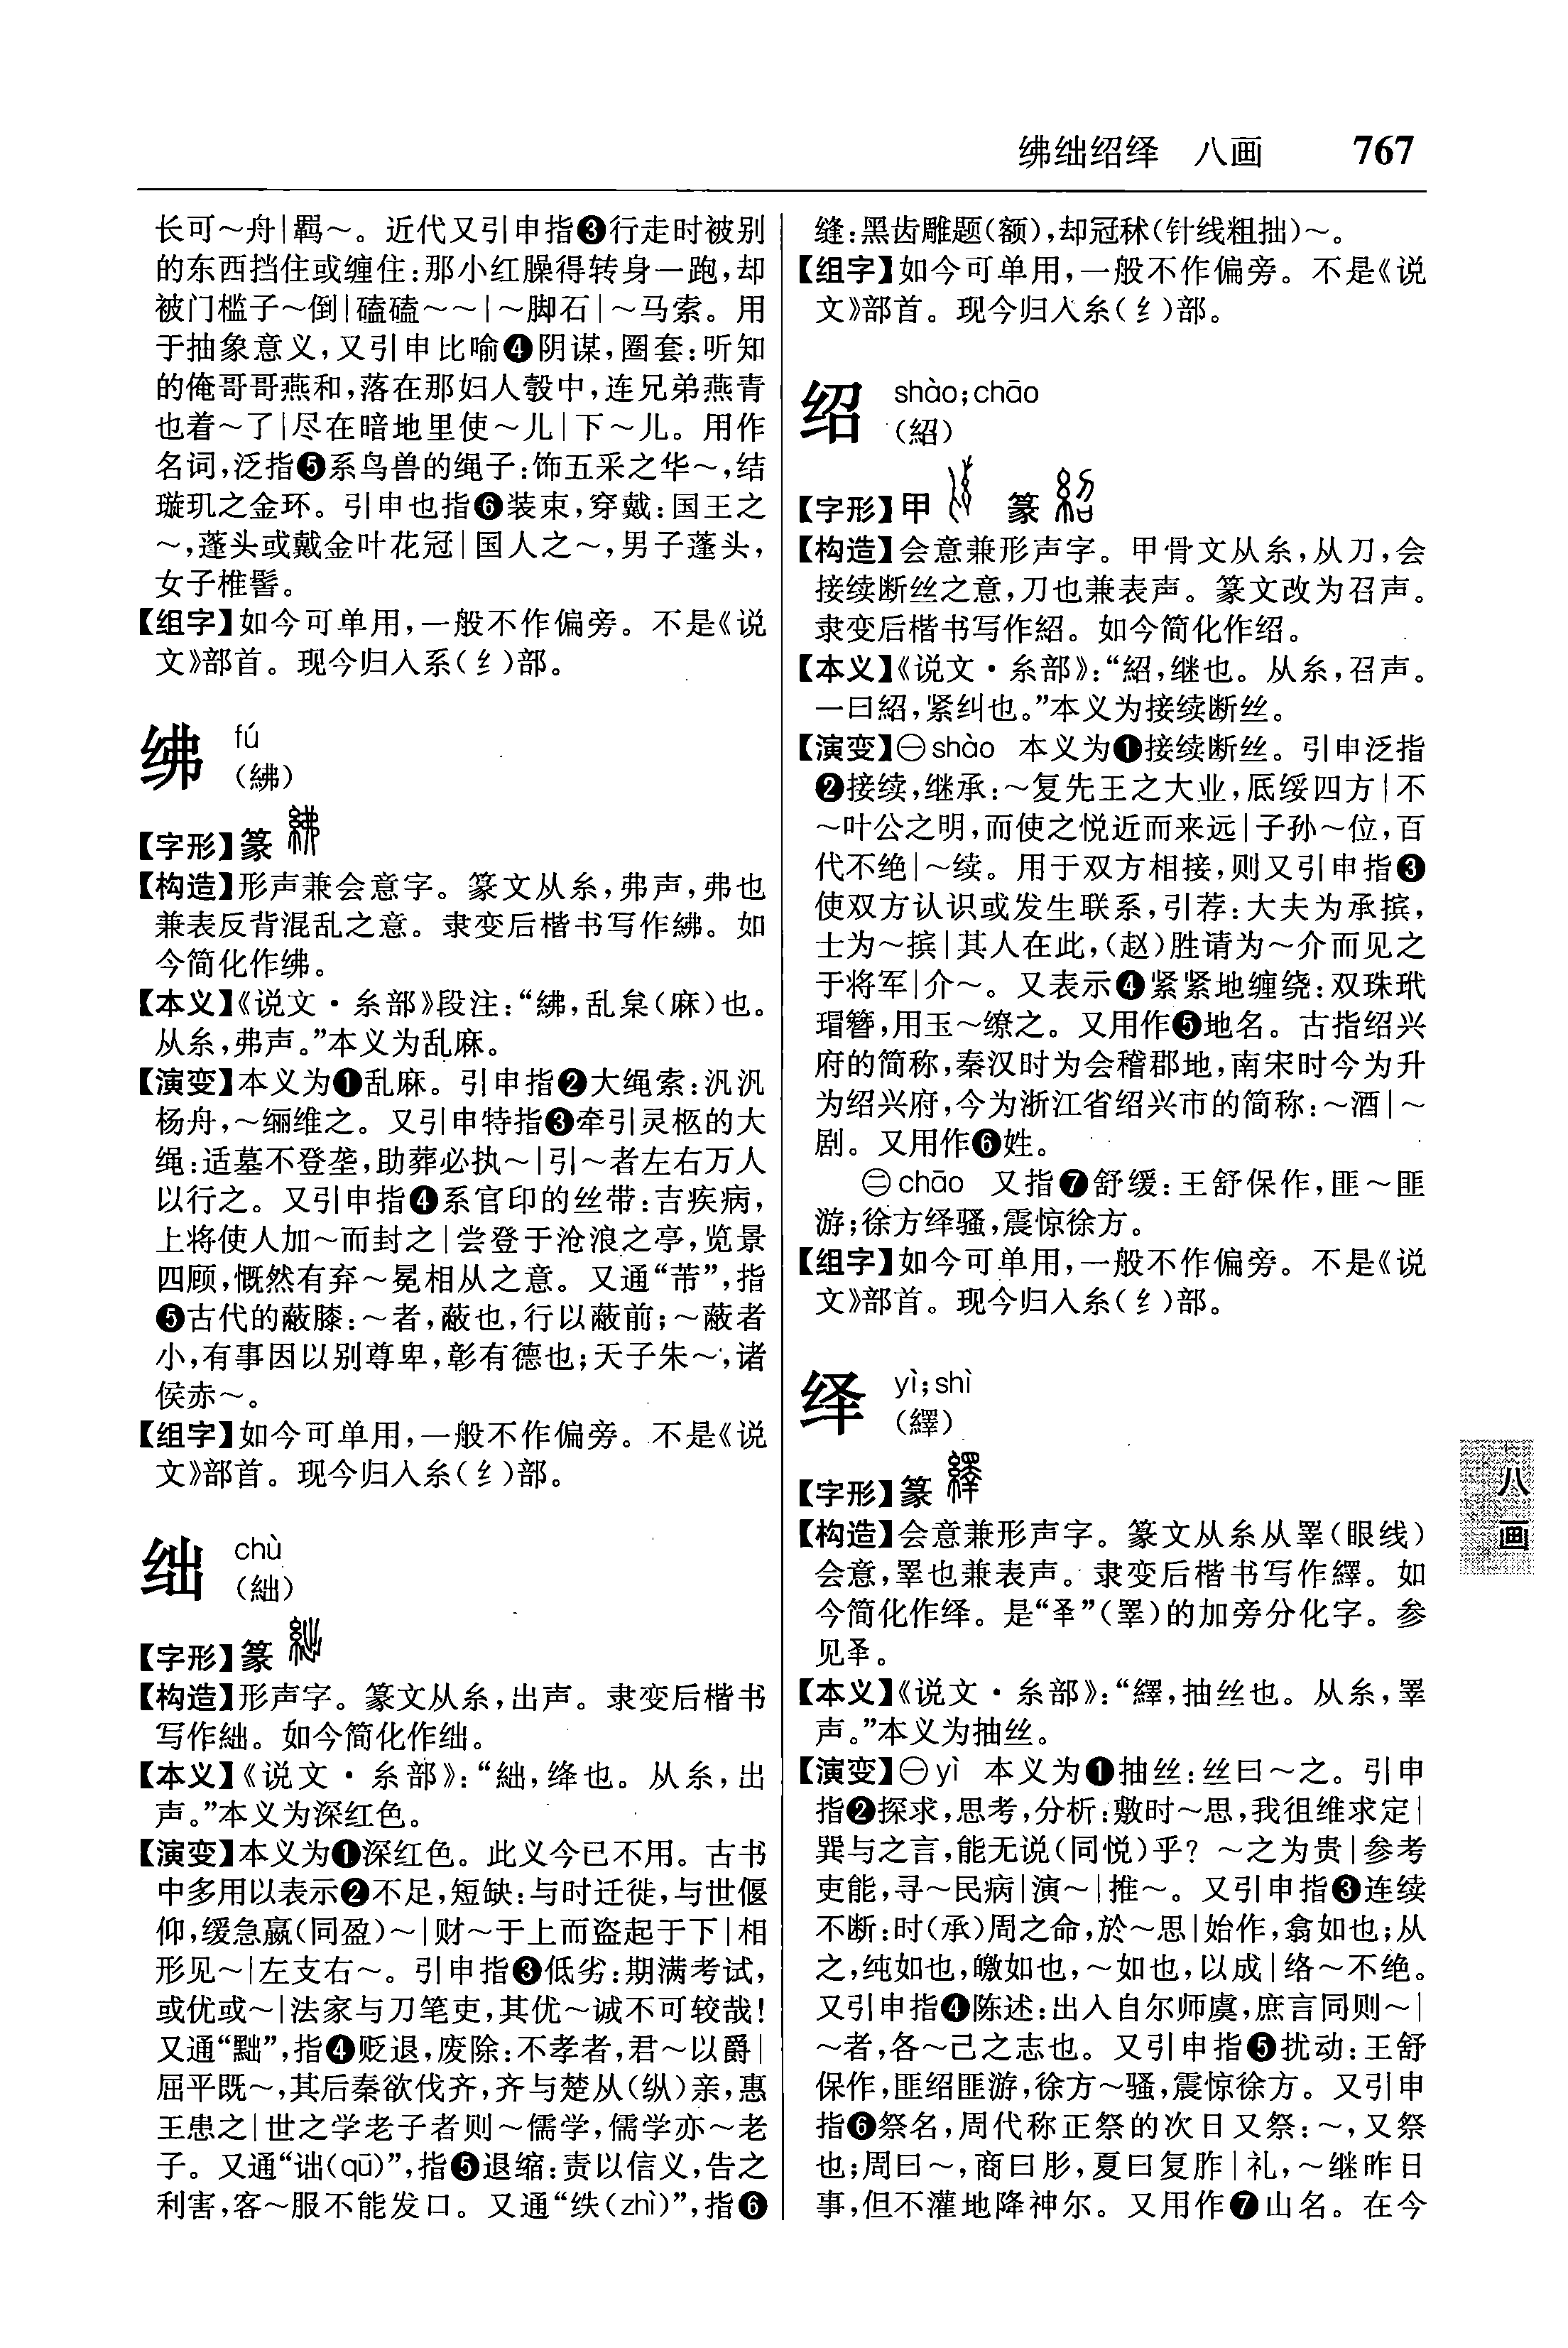 绋绌绍绎 八画 767
长可～舟|羁～。近代又引申指❸行走时被别
的东西挡住或缠住:那小红臊得转身一跑,却
被门槛子～倒|磕磕～～|～脚石|～马索。用
于抽象意义,又引申比喻❹阴谋,圈套:听知
的俺哥哥燕和,落在那妇人彀中,连兄弟燕青
也着～了|尽在暗地里使～儿|下～儿。用作
名词,泛指❺系鸟兽的绳子:饰五采之华～,结
璇玑之金环。引申也指❻装束,穿戴:国王之
～,蓬头或戴金叶花冠|国人之～,男子蓬头,
女子椎髻。
【组字】如今可单用,一般不作偏旁。不是《说
文》部首。现今归入系(纟)部。
绋 fú
(紼)
【字形】篆
【构造】形声兼会意字。篆文从糸,弗声,弗也
兼表反背混乱之意。隶变后楷书写作紼。如
今简化作绋。
【本义】《说文·糸部》段注:“紼,乱枲(麻)也。
从糸,弗声。”本义为乱麻。
【演变】本义为❶乱麻。引申指❷大绳索:汎汎
杨舟,～缅维之。又引申特指❸牵引灵柩的大
绳:适墓不登垄,助葬必执～|引～者左右万人
以行之。又引申指❹系官印的丝带:吉疾病,
上将使人加～而封之|尝登于沧浪之亭,览景
四顾,慨然有弃～冕相从之意。又通“芾”,指
❺古代的蔽膝:～者,蔽也,行以蔽前;～蔽者
小,有事因以别尊卑,彰有德也;天子朱～,诸
侯赤～。
【组字】如今可单用,一般不作偏旁。不是《说
文》部首。现今归入糸(纟)部。
绌 chù
(絀)
【字形】篆
【构造】形声字。篆文从糸,出声。隶变后楷书
写作絀。如今简化作绌。
【本义】《说文·糸部》:“絀,绛也。从糸,出
声。”本义为深红色。
【演变】本义为❶深红色。此义今已不用。古书
中多用以表示❷不足,短缺:与时迁徙,与世偃
仰,缓急嬴(同盈)～|财～于上而盗起于下|相
形见～|左支右～。引申指❸低劣:期满考试,
或优或～|法家与刀笔吏,其优～诚不可较哉!
又通“黜”,指❹贬退,废除:不孝者,君～以爵|
屈平既～,其后秦欲伐齐,齐与楚从(纵)亲,惠
王患之|世之学老子者则～儒学,儒学亦～老
子。又通“诎(qū)”,指❺退缩:责以信义,告之
利害,客～服不能发口。又通“紩(zhì)”,指❻
缝:黑齿雕题(额),却冠秫(针线粗拙)～。
【组字】如今可单用,一般不作偏旁。不是《说
文》部首。现今归入糸(纟)部。
绍 shào;chāo
(紹)
【字形】甲 篆
【构造】会意兼形声字。甲骨文从糸,从刀,会
接续断丝之意,刀也兼表声。篆文改为召声。
隶变后楷书写作紹。如今简化作绍。
【本义】《说文·糸部》:“紹,继也。从糸,召声。
一曰紹,紧纠也。”本义为接续断丝。
【演变】㊀shào 本义为❶接续断丝。引申泛指
❷接续,继承:～复先王之大业,厎绥四方|不
～叶公之明,而使之悦近而来远|子孙～位,百
代不绝|～续。用于双方相接,则又引申指❸
使双方认识或发生联系,引荐:大夫为承摈,
士为～摈|其人在此,(赵)胜请为～介而见之
于将军|介～。又表示❹紧紧地缠绕:双珠玳
瑁簪,用玉～缭之。又用作❺地名。古指绍兴
府的简称,秦汉时为会稽郡地,南宋时今为升
为绍兴府,今为浙江省绍兴市的简称:～酒|～
剧。又用作❻姓。
㊁chāo 又指❼舒缓:王舒保作,匪～匪
游;徐方绎骚,震惊徐方。
【组字】如今可单用,一般不作偏旁。不是《说
文》部首。现今归入糸(纟)部。
绎 yì;shì
(繹)
【字形】篆
【构造】会意兼形声字。篆文从糸从睪(眼线)
会意,睪也兼表声。隶变后楷书写作繹。如
今简化作绎。是“𠬤”(睪)的加旁分化字。参
见𠬤。
【本义】《说文·糸部》:“繹,抽丝也。从糸,睪
声。”本义为抽丝。
【演变】㊀yì 本义为❶抽丝:丝曰～之。引申
指❷探求,思考,分析:敷时～思,我徂维求定|
巽与之言,能无说(同悦)乎?～之为贵|参考
吏能,寻～民病|演～|推～。又引申指❸连续
不断:时(承)周之命,於～思|始作,翕如也;从
之,纯如也,皦如也,～如也,以成|络～不绝。
又引申指❹陈述:出入自尔师虞,庶言同则～|
～者,各～己之志也。又引申指❺扰动:王舒
保作,匪绍匪游,徐方～骚,震惊徐方。又引申
指❻祭名,周代称正祭的次日又祭:～,又祭
也;周曰～,商曰肜,夏曰复胙|礼,～继昨日
事,但不灌地降神尔。又用作❼山名。在今
八画